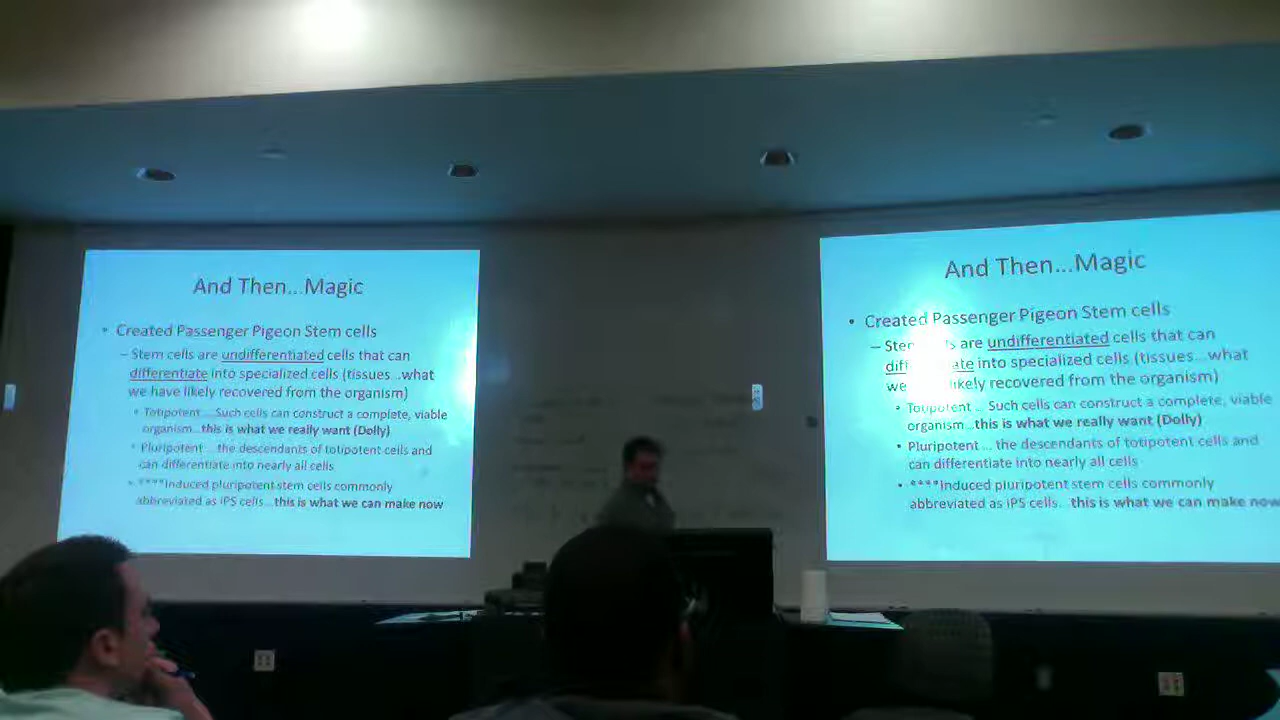 And Then...Magic
• Created Passenger Pigeon Stem cells
– Stem cells are undifferentiated cells that can
differentiate into specialized cells (tissues...what
we have likely recovered from the organism)
• Totipotent ... Such cells can construct a complete, viable
organism...this is what we really want (Dolly)
• Pluripotent ... the descendants of totipotent cells and
can differentiate into nearly all cells
• ****Induced pluripotent stem cells commonly
abbreviated as iPS cells...this is what we can make now
And Then...Magic
• Created Passenger Pigeon Stem cells
– Ste are undifferentiated cells that can
diff ate into specialized cells (tissues...what
we likely recovered from the organism)
• Totipotent ... Such cells can construct a complete, viable
organism...this is what we really want (Dolly)
• Pluripotent ... the descendants of totipotent cells and
can differentiate into nearly all cells
• ****Induced pluripotent stem cells commonly
abbreviated as iPS cells...this is what we can make now